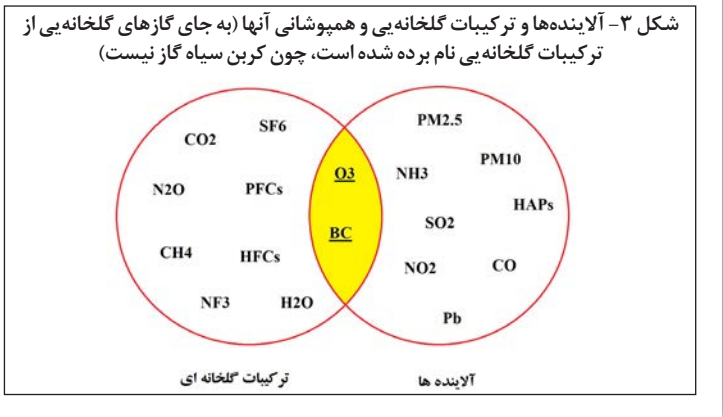 شکل ۳- آلاینده‌ها و ترکیبات گلخانه‌یی و همپوشانی آنها (به جای گازهای گلخانه‌یی از
ترکیبات گلخانه‌یی نام برده شده است، چون کربن سیاه گاز نیست)
PM2.5
SF6
CO2
PM10
O3
NH3
N2O
PFCs
HAPs
SO2
BC
CH4
HFCs
NO2
CO
NF3
H2O
Pb
آلاینده ها
ترکیبات گلخانه ای